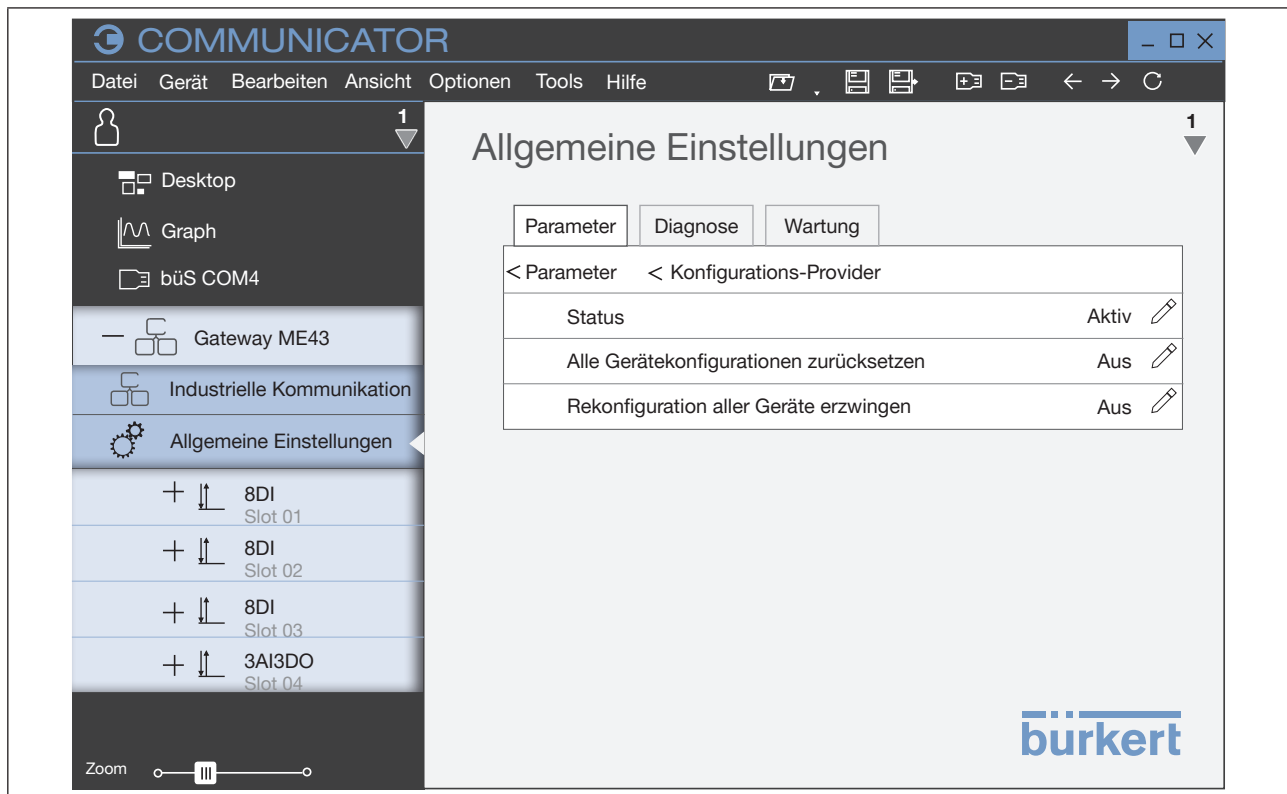 COMMUNICATOR
Datei Gerät Bearbeiten Ansicht Optionen Tools Hilfe
1
Desktop
Graph
büS COM4
Gateway ME43
Industrielle Kommunikation
Allgemeine Einstellungen
8DI
Slot 01
8DI
Slot 02
8DI
Slot 03
3AI3DO
Slot 04
Zoom
Allgemeine Einstellungen
1
Parameter Diagnose Wartung
< Parameter < Konfigurations-Provider
Status Aktiv
Alle Gerätekonfigurationen zurücksetzen Aus
Rekonfiguration aller Geräte erzwingen Aus
bürkert